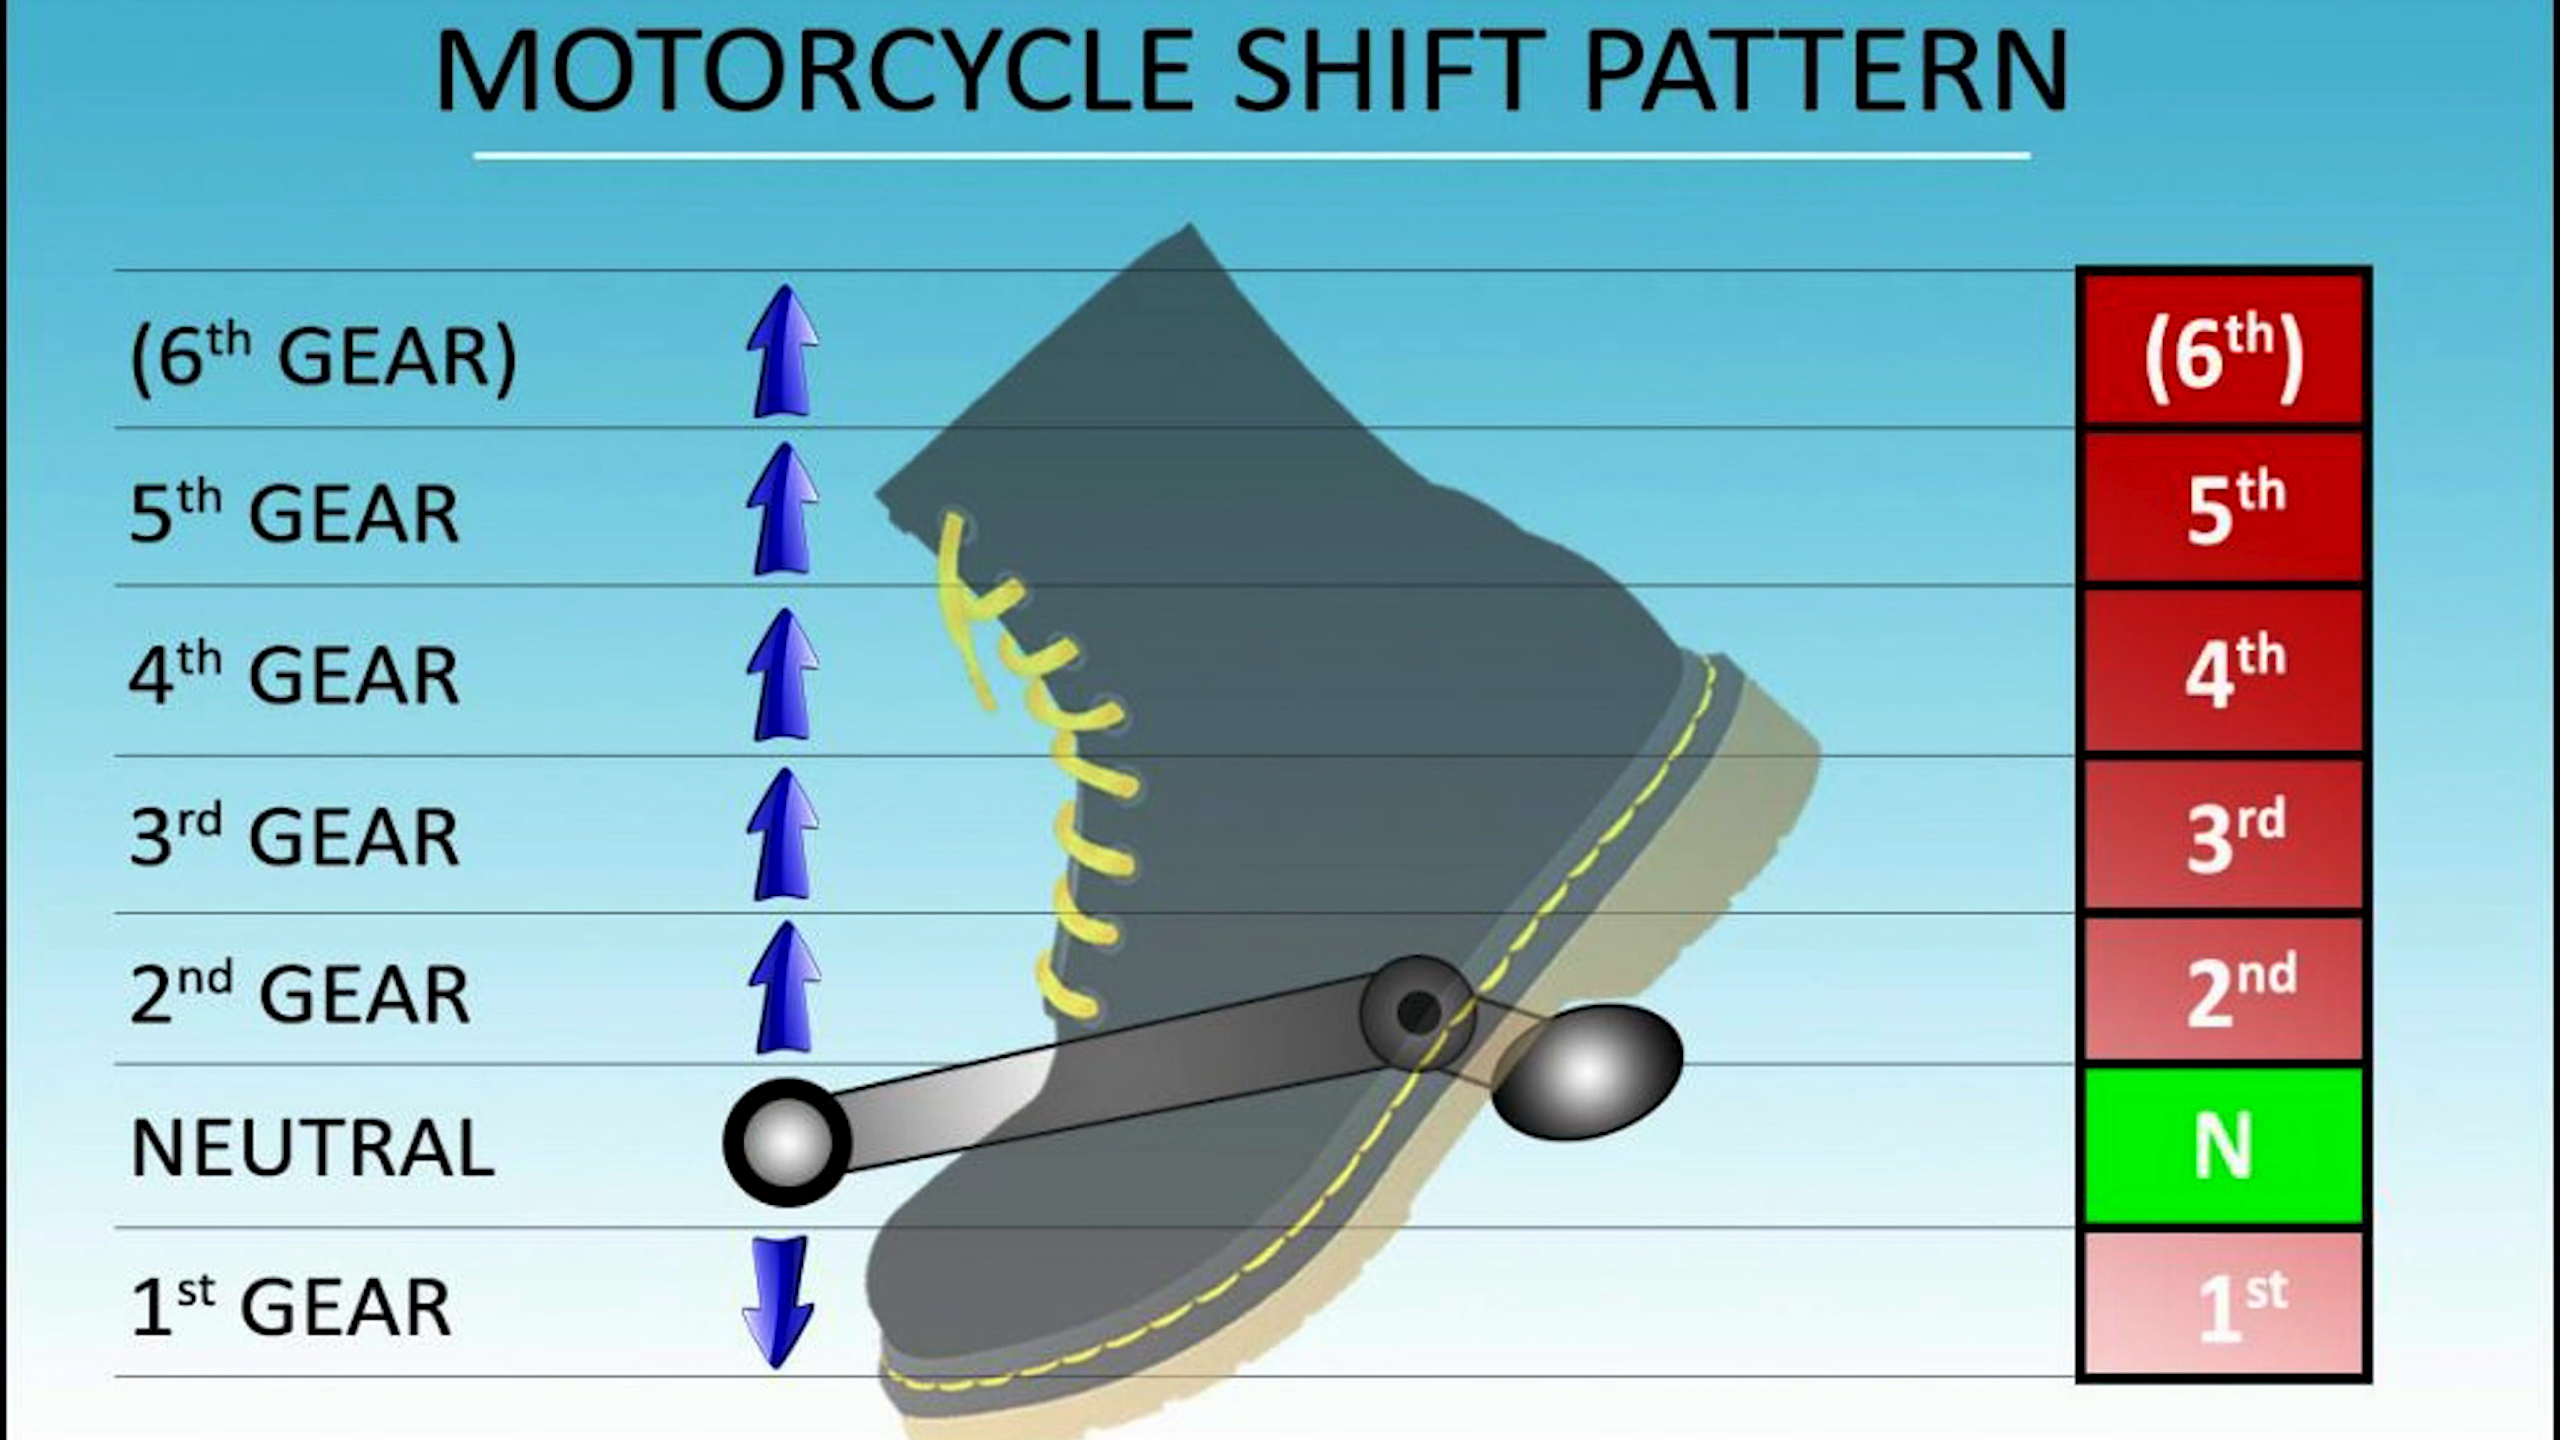 MOTORCYCLE SHIFT PATTERN
(6th GEAR) (6th)
5th GEAR 5th
4th GEAR 4th
3rd GEAR 3rd
2nd GEAR 2nd
NEUTRAL N
1st GEAR 1st